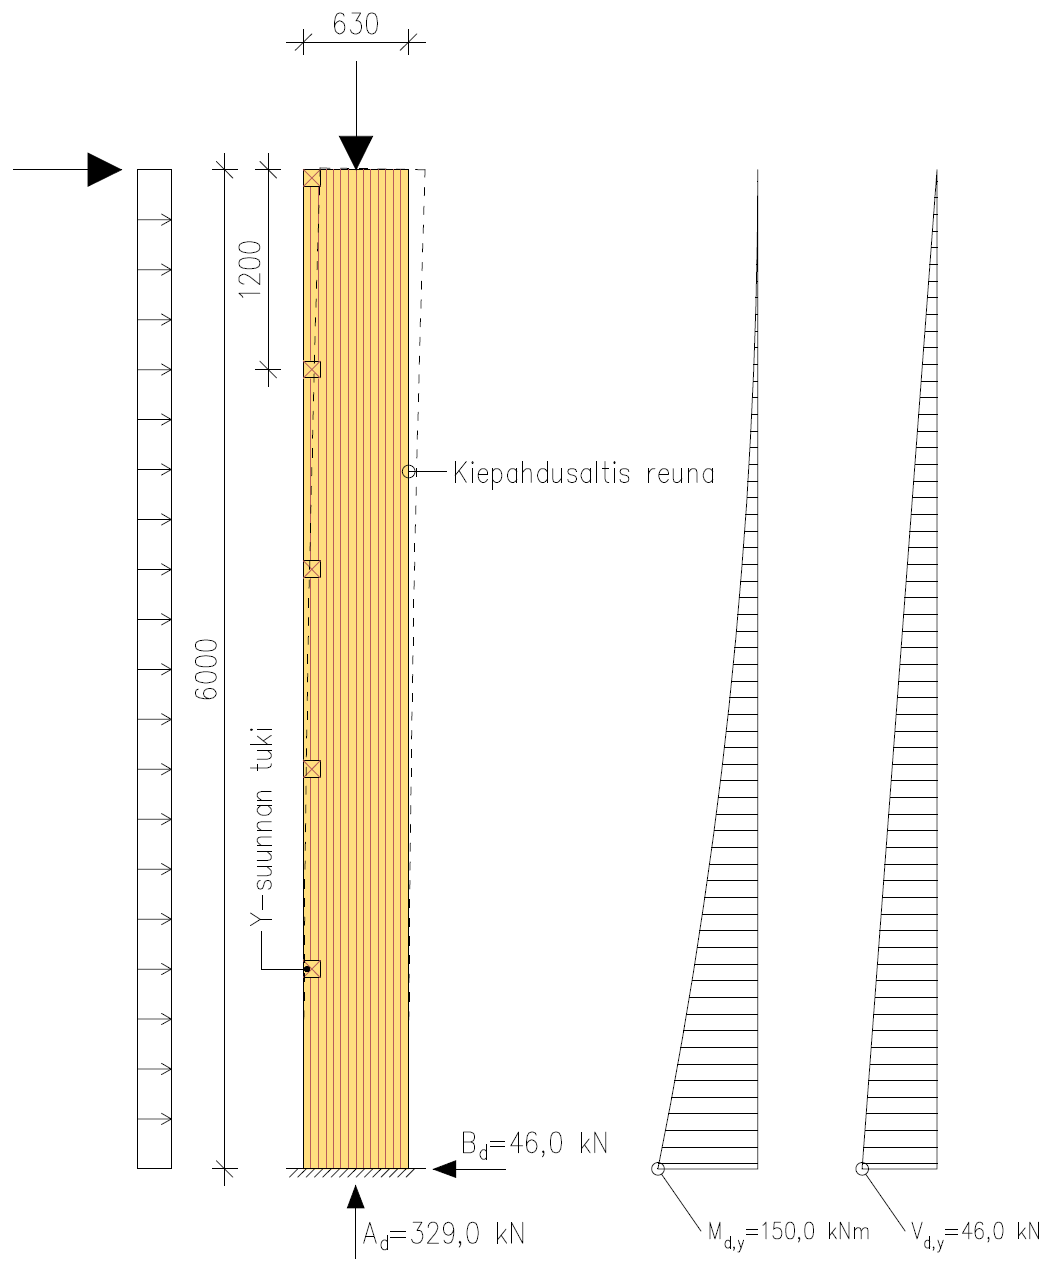 630
1200
Kiepahdusaltis reuna
6000
Y-suunnan tuki
B_d=46,0 kN
A_d=329,0 kN
M_d,y=150,0 kNm
V_d,y=46,0 kN